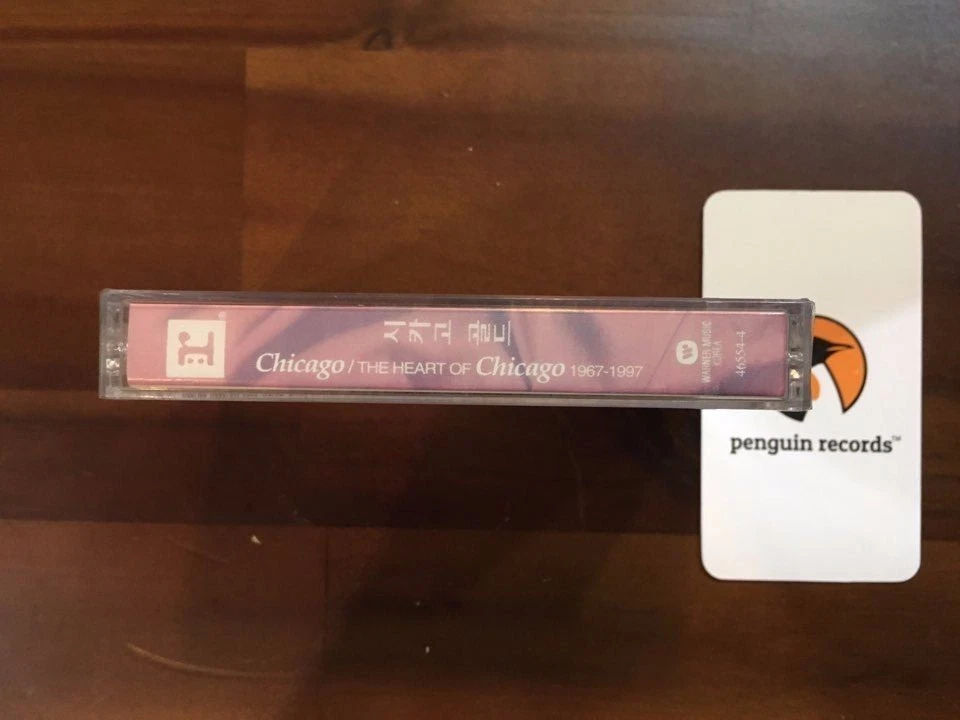 시카고 골드
Chicago / THE HEART OF Chicago 1967-1997
WARNER MUSIC
KOREA
46554-4
penguin records™